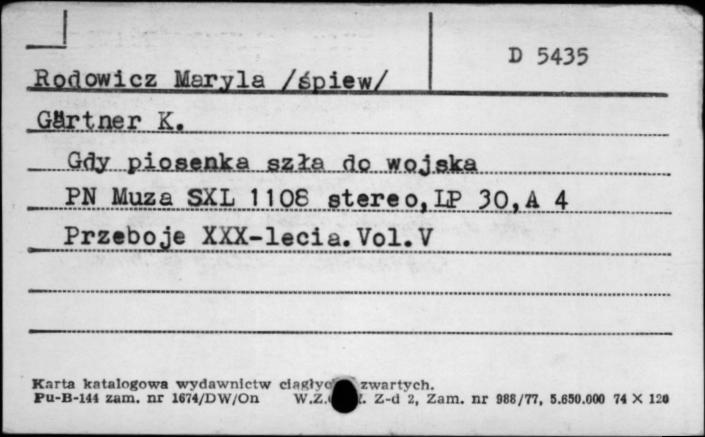 D 5435
Rodowicz Maryla /śpiew/
Gärtner K.
Gdy piosenka szła do wojska
PN Muza SXL 1108 stereo,LP 30,A 4
Przeboje XXX-lecia.Vol.V
Karta katalogowa wydawnictw zwartych.
Pu-B-144 zam. nr 1674/DW/On Z-d 2, Zam. nr 988/77, 5.650.000 74 X 120